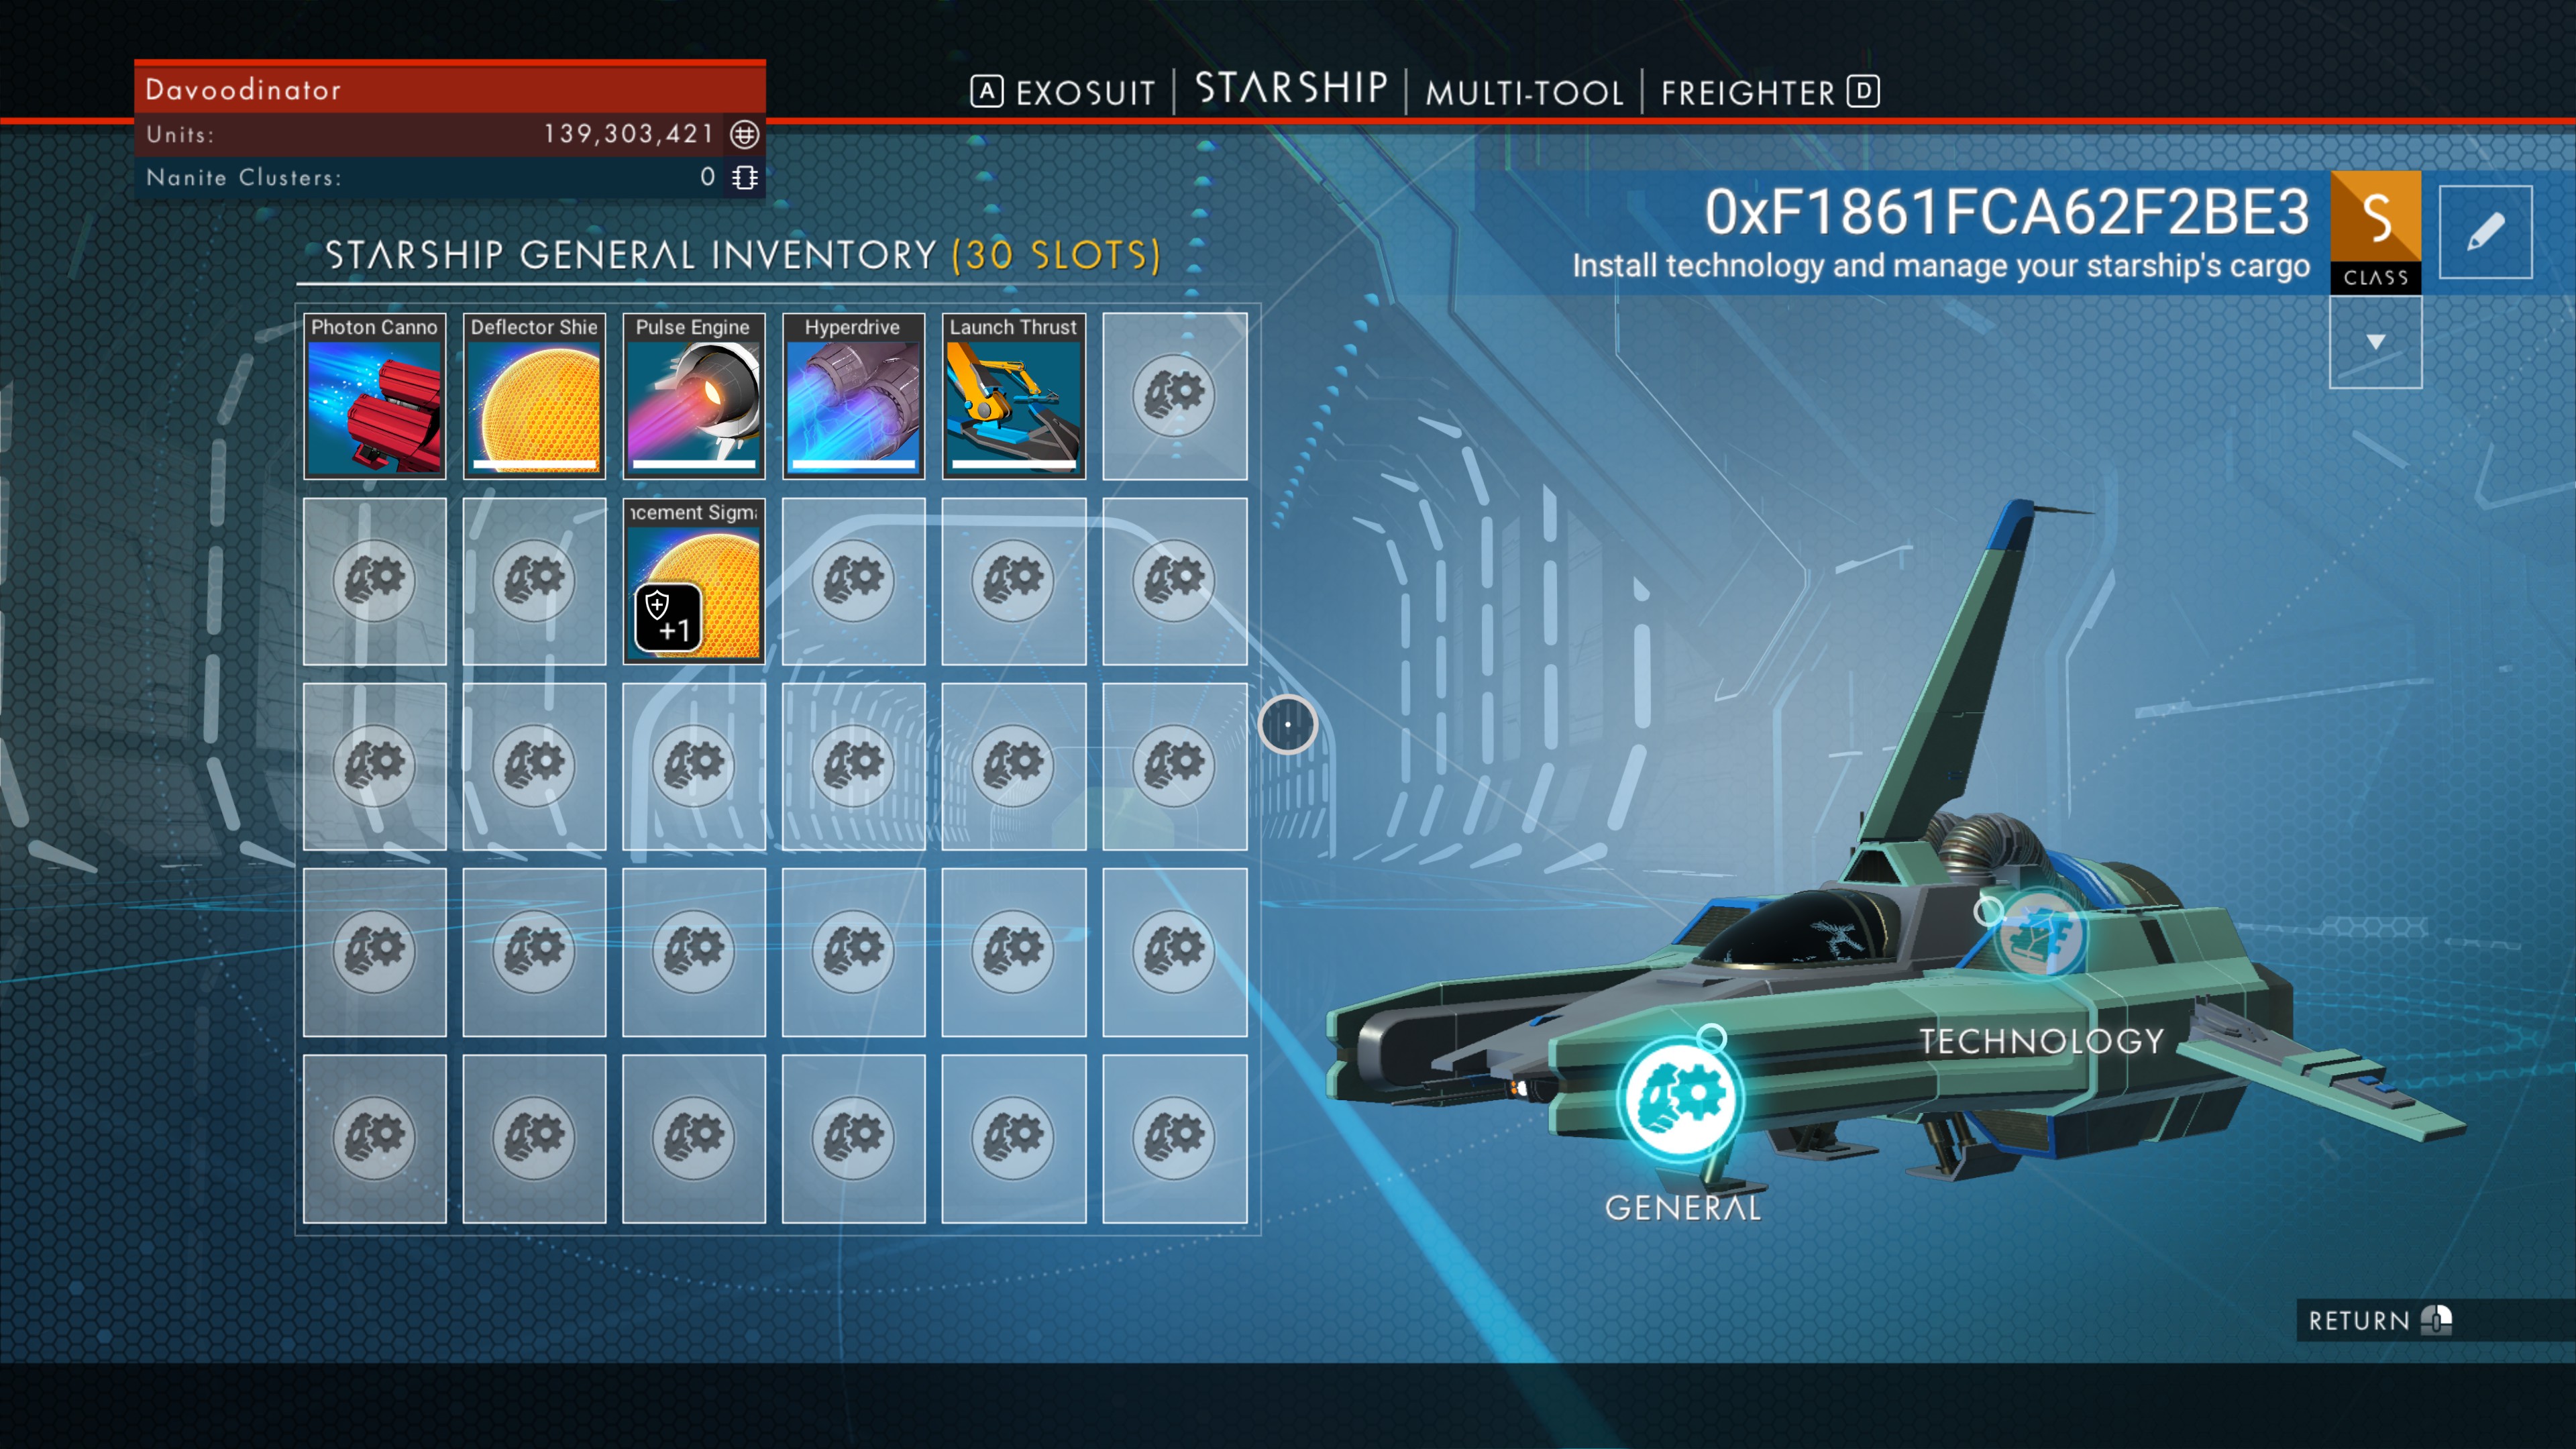 Davoodinator
Units: 139,303,421
Nanite Clusters: 0
A EXOSUIT STARSHIP MULTI-TOOL FREIGHTER D
0xF1861FCA62F2BE3
Install technology and manage your starship's cargo
S
CLASS
STARSHIP GENERAL INVENTORY (30 SLOTS)
Photon Canno Deflector Shie Pulse Engine Hyperdrive Launch Thrust
ncement Sigma
+1
TECHNOLOGY
GENERAL
RETURN